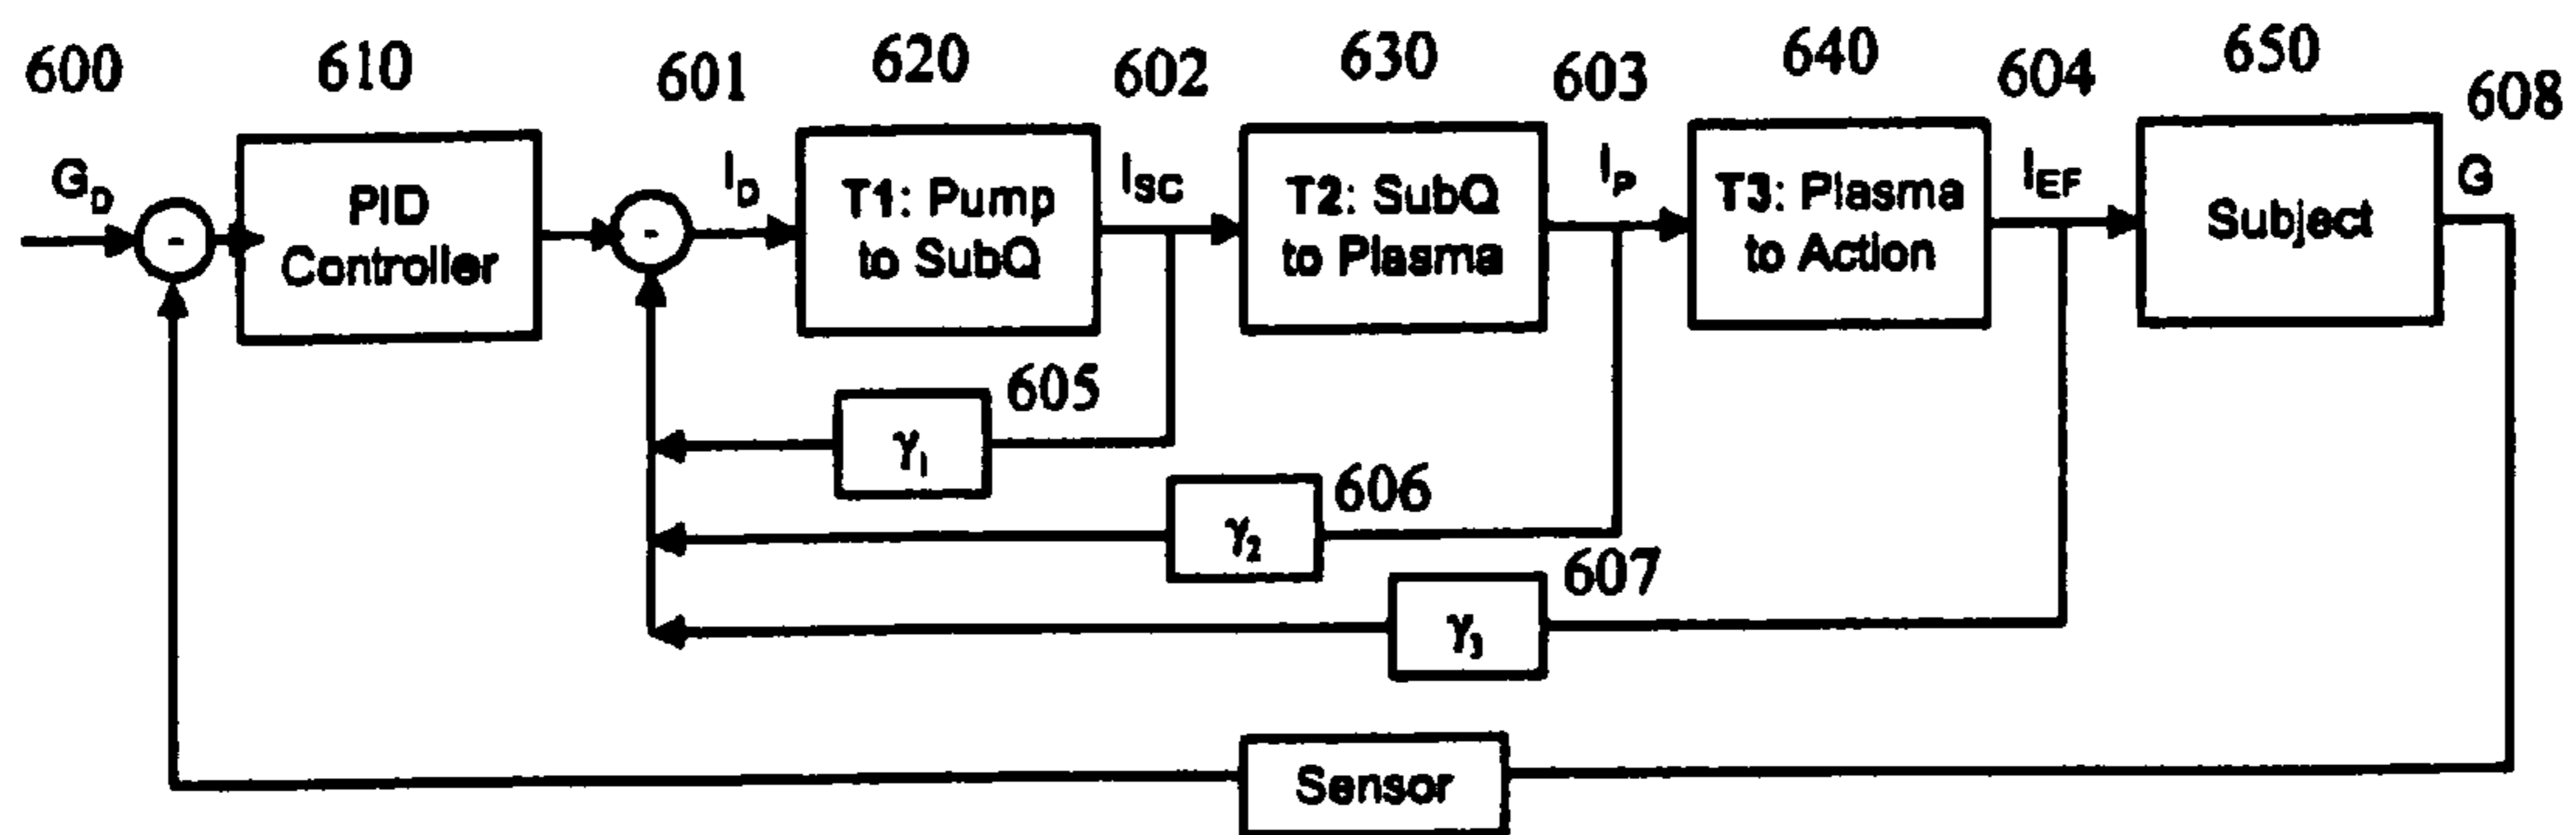 600 610 601 620 602 630 603 640 604 650 608
G_D PID Controller I_D T1: Pump to SubQ I_SC T2: SubQ to Plasma I_P T3: Plasma to Action I_EF Subject G
- -
605
γ₁
606
γ₂
607
γ₃
Sensor